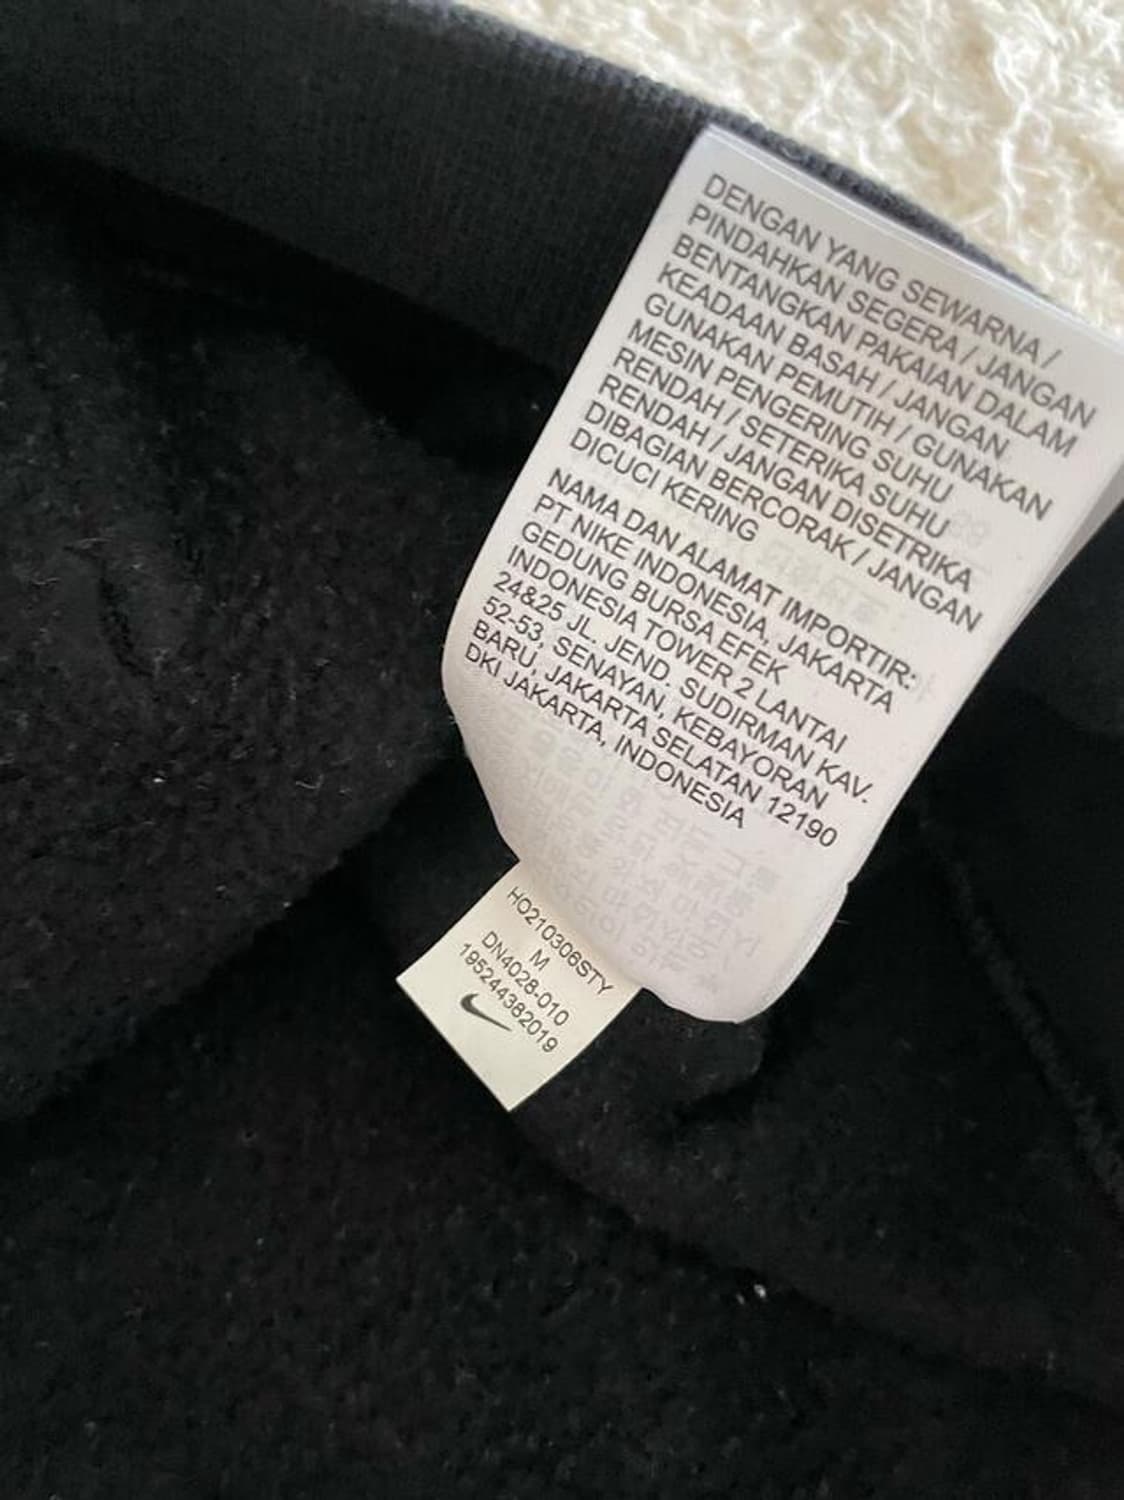 DENGAN YANG SEWARNA /
PINDAHKAN SEGERA / JANGAN
BENTANGKAN PAKAIAN DALAM
KEADAAN BASAH / JANGAN
GUNAKAN PEMUTIH / GUNAKAN
MESIN PENGERING SUHU
RENDAH / SETERIKA SUHU
RENDAH / JANGAN DISETRIKA
DIBAGIAN BERCORAK / JANGAN
DICUCI KERING
NAMA DAN ALAMAT IMPORTIR:
PT NIKE INDONESIA, JAKARTA
GEDUNG BURSA EFEK
INDONESIA TOWER 2 LANTAI
24&25 JL. JEND. SUDIRMAN KAV.
52-53, SENAYAN, KEBAYORAN
BARU, JAKARTA SELATAN 12190
DKI JAKARTA, INDONESIA
HO210306STY
M
DN4028-010
195244382019